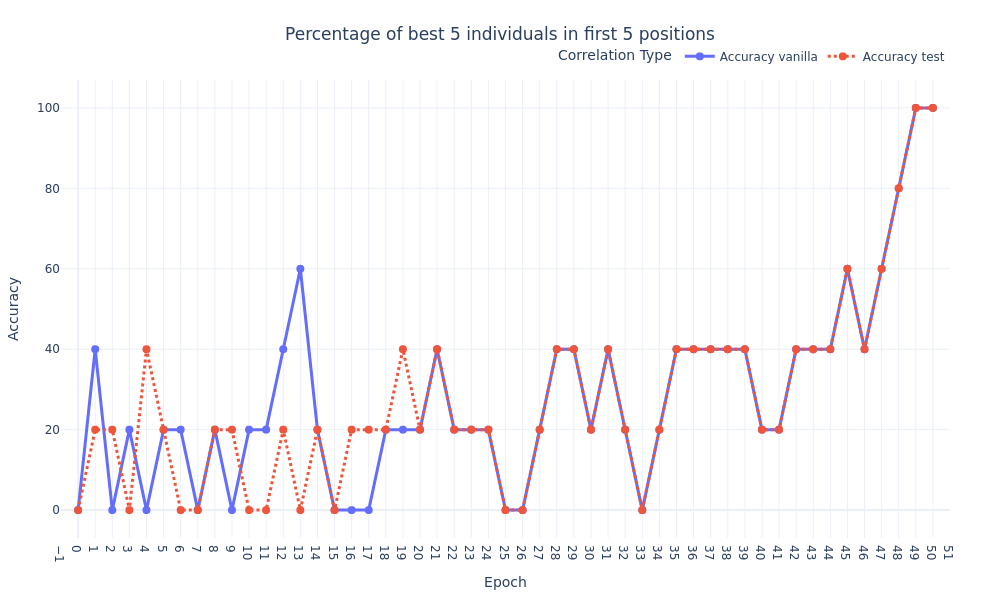 Percentage of best 5 individuals in first 5 positions
Correlation Type Accuracy vanilla Accuracy test
100
80
60
40
20
0
Accuracy
−1 0 1 2 3 4 5 6 7 8 9 10 11 12 13 14 15 16 17 18 19 20 21 22 23 24 25 26 27 28 29 30 31 32 33 34 35 36 37 38 39 40 41 42 43 44 45 46 47 48 49 50 51
Epoch